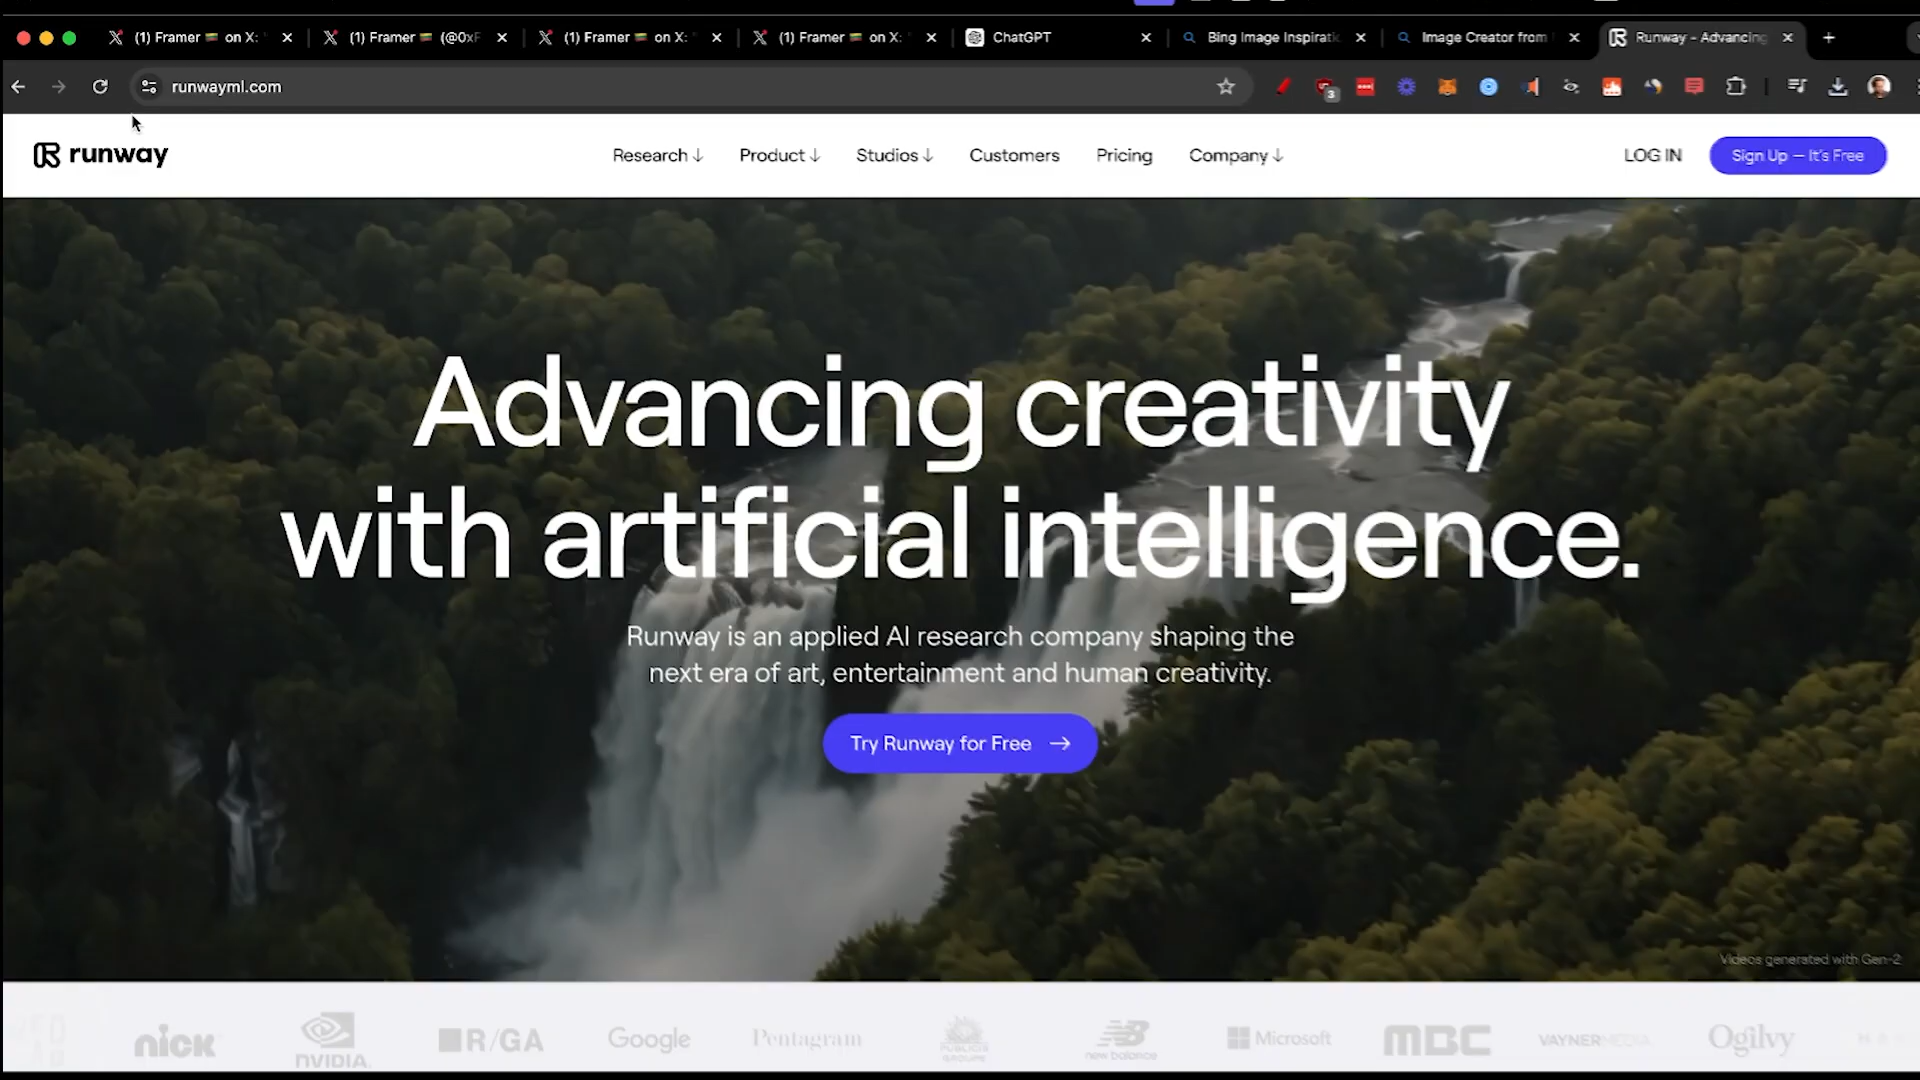 (1) Framer on X:
(1) Framer (@0xF
(1) Framer on X: "
(1) Framer on X: "
ChatGPT
Bing Image Inspirati
Image Creator from
Runway - Advancing
runwayml.com
3
runway
Research ↓
Product ↓
Studios ↓
Customers
Pricing
Company ↓
LOG IN
Sign Up — It's Free
Advancing creativity
with artificial intelligence.
Runway is an applied AI research company shaping the
next era of art, entertainment and human creativity.
Try Runway for Free →
Videos generated with Gen-2
nick
NVIDIA.
R/GA
Google
Pentagram
PUBLICIS
GROUPE
new balance
Microsoft
MBC
VAYNERMEDIA
Ogilvy